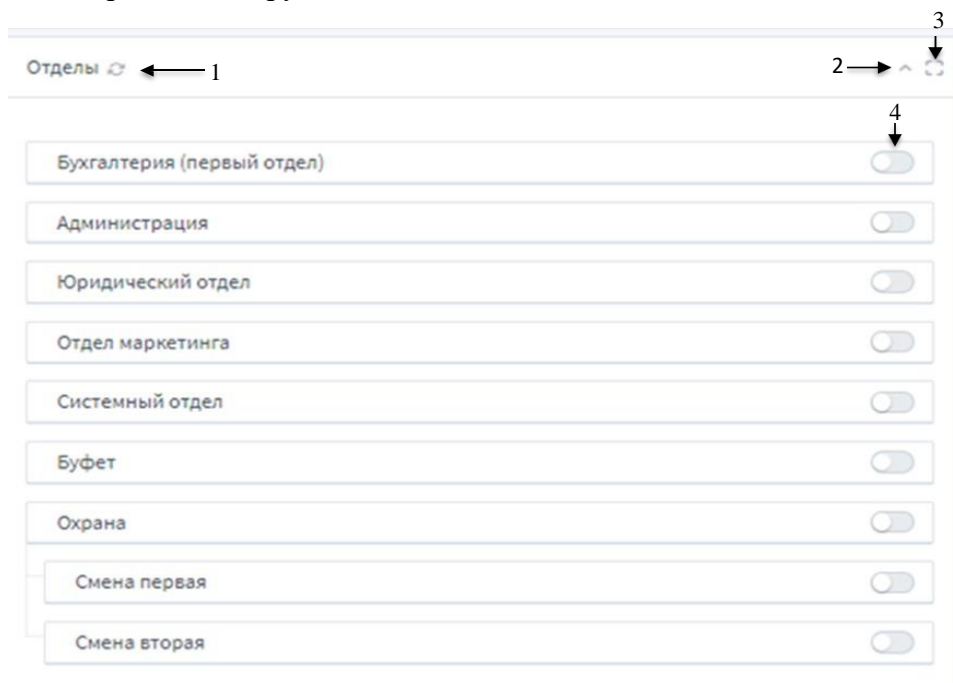 3
Отделы 1 2
4
Бухгалтерия (первый отдел)
Администрация
Юридический отдел
Отдел маркетинга
Системный отдел
Буфет
Охрана
Смена первая
Смена вторая